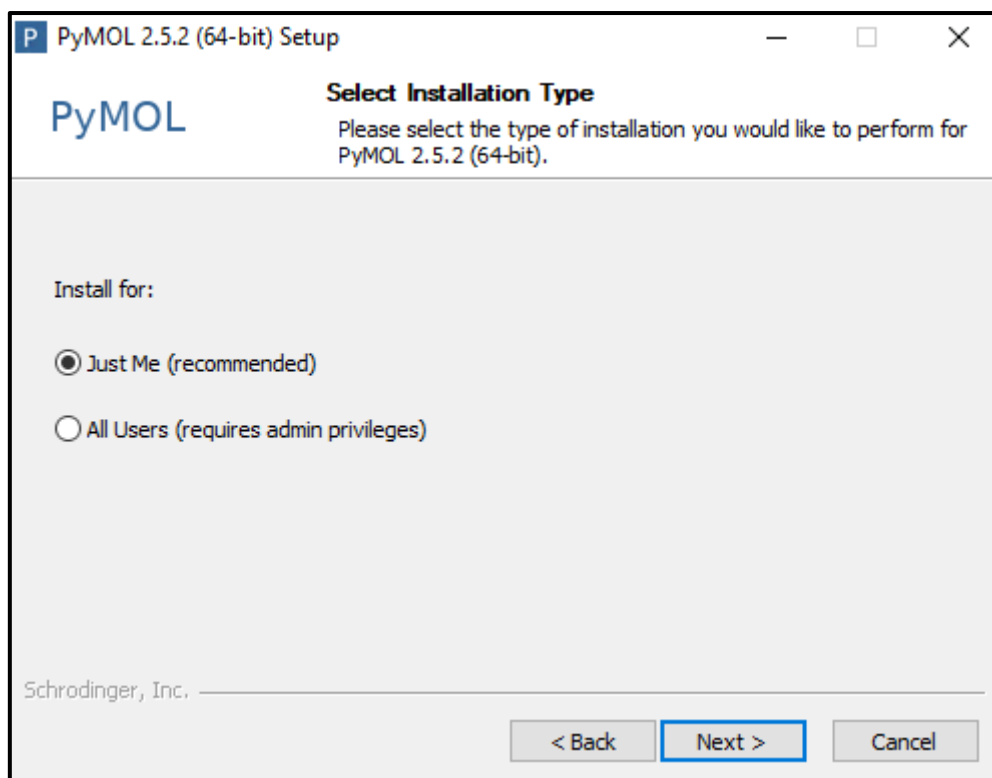 P PyMOL 2.5.2 (64-bit) Setup
PyMOL
Select Installation Type
Please select the type of installation you would like to perform for
PyMOL 2.5.2 (64-bit).
Install for:
Just Me (recommended)
All Users (requires admin privileges)
Schrodinger, Inc.
< Back Next > Cancel